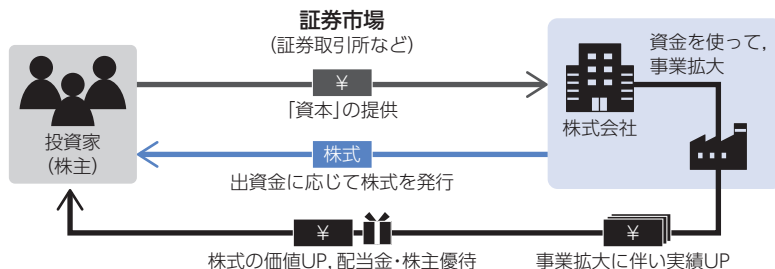 証券市場
(証券取引所など)
¥
「資本」の提供
投資家
(株主)
株式
出資金に応じて株式を発行
資金を使って,
事業拡大
株式会社
¥
株式の価値UP, 配当金・株主優待
¥
事業拡大に伴い実績UP